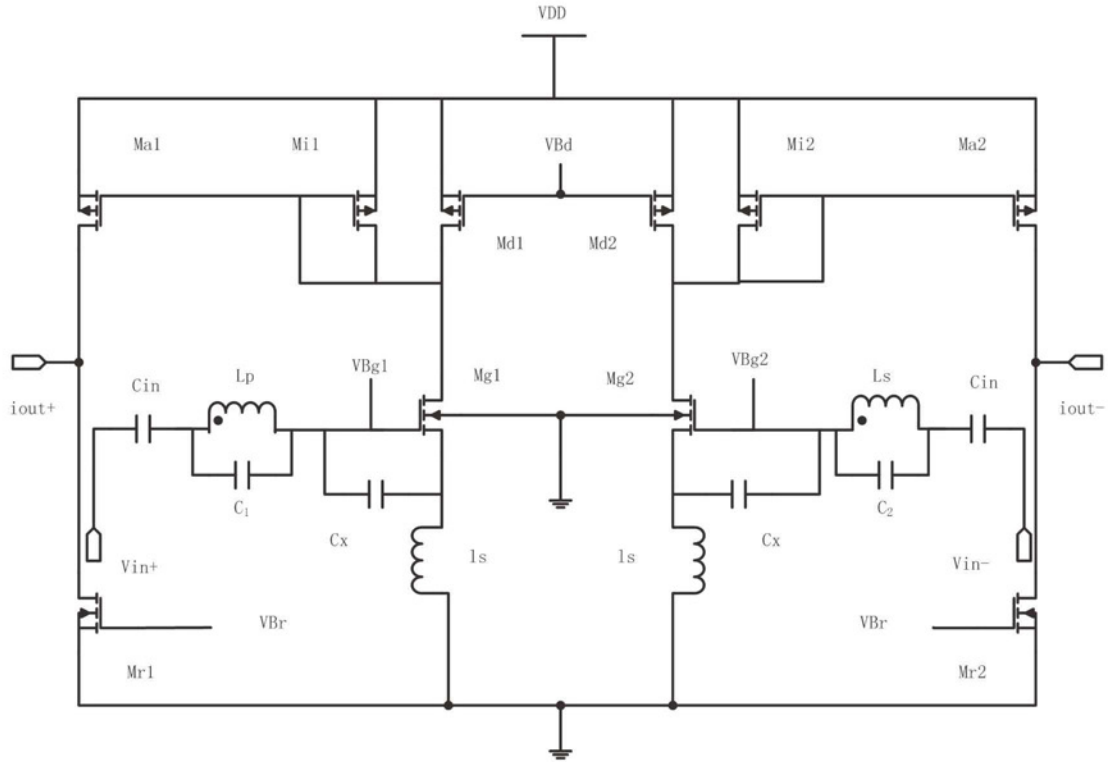 VDD
Ma1
Mi1
VBd
Mi2
Ma2
Md1
Md2
VBg1
Mg1
Mg2
VBg2
iout+
Cin
Lp
Ls
Cin
iout-
C₁
C₂
Cx
ls
ls
Cx
Vin+
Vin-
VBr
VBr
Mr1
Mr2